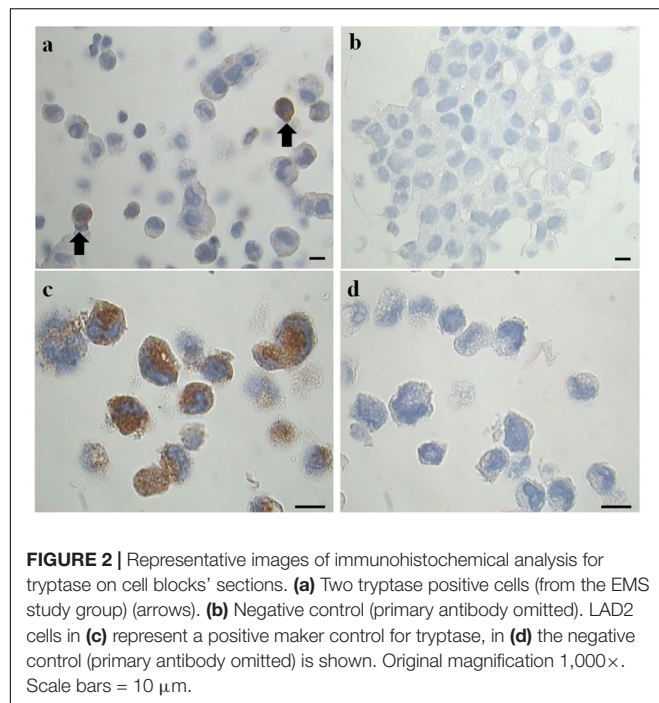 a
b
c
d
FIGURE 2 | Representative images of immunohistochemical analysis for
tryptase on cell blocks' sections. (a) Two tryptase positive cells (from the EMS
study group) (arrows). (b) Negative control (primary antibody omitted). LAD2
cells in (c) represent a positive maker control for tryptase, in (d) the negative
control (primary antibody omitted) is shown. Original magnification 1,000×.
Scale bars = 10 μm.